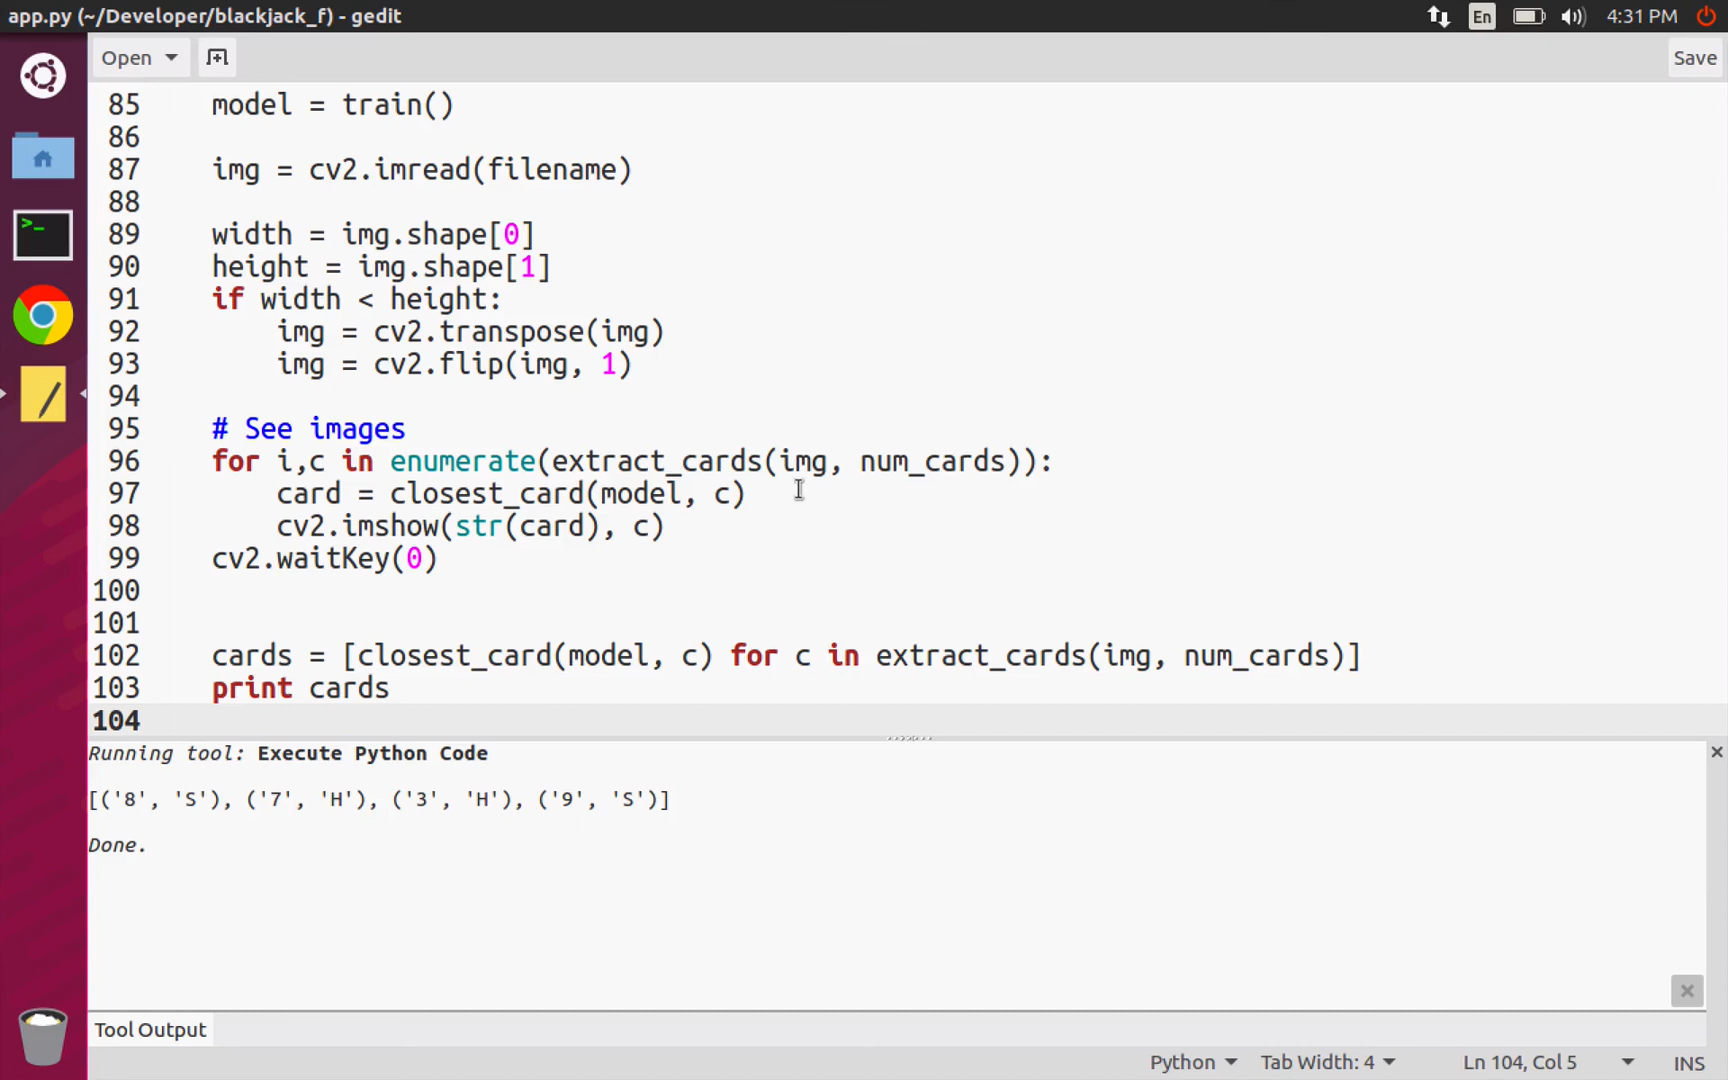 app.py (~/Developer/blackjack_f) - gedit
En
4:31 PM
Open
Save
85 model = train()
86
87 img = cv2.imread(filename)
88
89 width = img.shape[0]
90 height = img.shape[1]
91 if width < height:
92 img = cv2.transpose(img)
93 img = cv2.flip(img, 1)
94
95 # See images
96 for i,c in enumerate(extract_cards(img, num_cards)):
97 card = closest_card(model, c)
98 cv2.imshow(str(card), c)
99 cv2.waitKey(0)
100
101
102 cards = [closest_card(model, c) for c in extract_cards(img, num_cards)]
103 print cards
104
Running tool: Execute Python Code
[('8', 'S'), ('7', 'H'), ('3', 'H'), ('9', 'S')]
Done.
Tool Output
Python Tab Width: 4 Ln 104, Col 5 INS